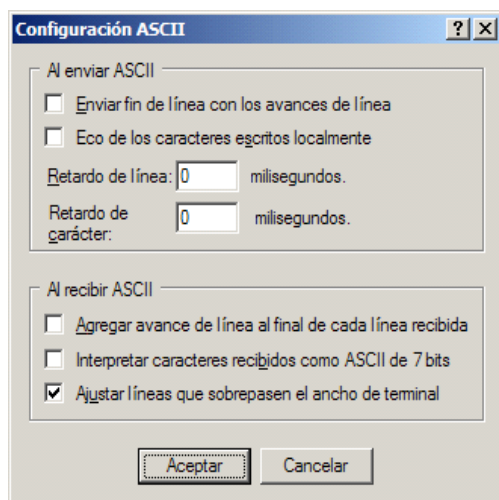 Configuración ASCII
Al enviar ASCII
Enviar fin de línea con los avances de línea
Eco de los caracteres escritos localmente
Retardo de línea: 0 milisegundos.
Retardo de
carácter: 0 milisegundos.
Al recibir ASCII
Agregar avance de línea al final de cada línea recibida
Interpretar caracteres recibidos como ASCII de 7 bits
Ajustar líneas que sobrepasen el ancho de terminal
Aceptar Cancelar